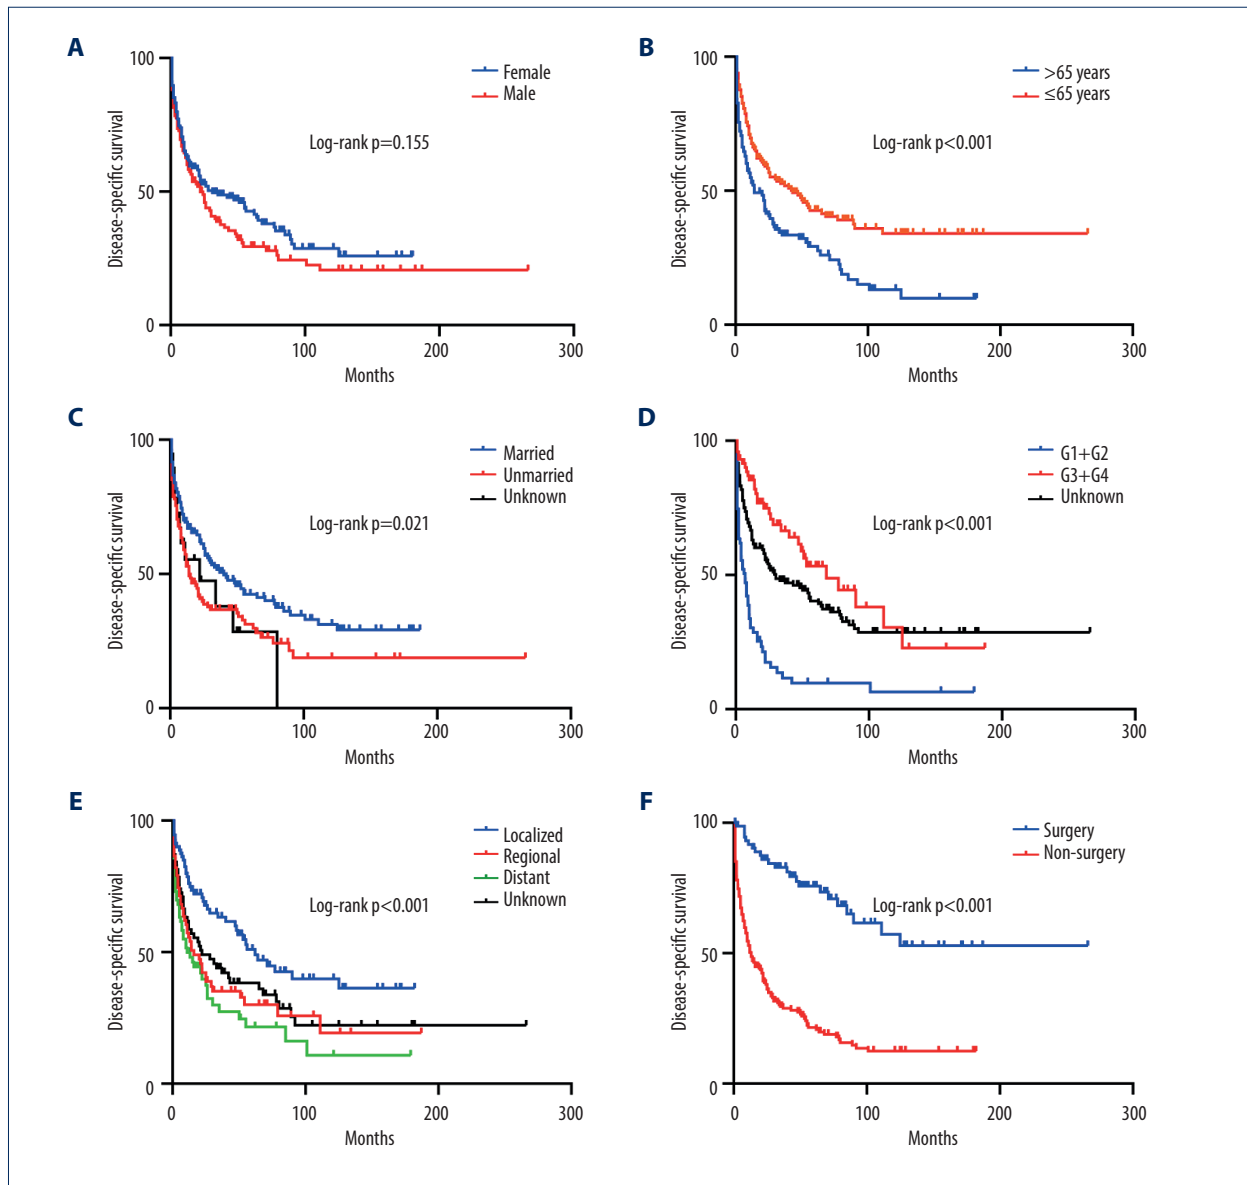 A
Disease-specific survival
100
50
0
0 100 200 300
Months
Female
Male
Log-rank p=0.155
B
Disease-specific survival
100
50
0
0 100 200 300
Months
>65 years
≤65 years
Log-rank p<0.001
C
Disease-specific survival
100
50
0
0 100 200 300
Months
Married
Unmarried
Unknown
Log-rank p=0.021
D
Disease-specific survival
100
50
0
0 100 200 300
Months
G1+G2
G3+G4
Unknown
Log-rank p<0.001
E
Disease-specific survival
100
50
0
0 100 200 300
Months
Localized
Regional
Distant
Unknown
Log-rank p<0.001
F
Disease-specific survival
100
50
0
0 100 200 300
Months
Surgery
Non-surgery
Log-rank p<0.001